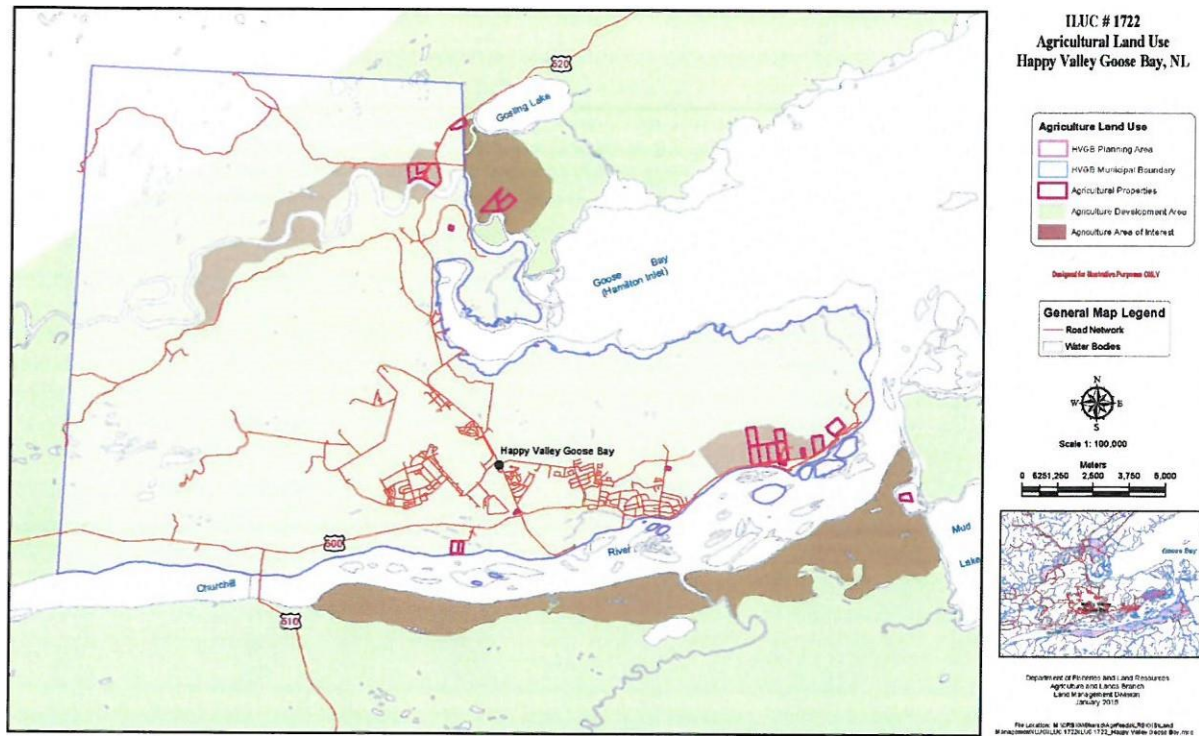 ILUC # 1722
Agricultural Land Use
Happy Valley Goose Bay, NL
Agriculture Land Use
HVGB Planning Area
HVGB Municipal Boundary
Agricultural Properties
Agriculture Development Area
Agriculture Area of Interest
Designed for Illustrative Purposes ONLY
General Map Legend
Road Network
Water Bodies
N
W E
S
Scale 1: 100,000
Meters
0 625 1,250 2,500 3,750 5,000
Goose Bay
Department of Fisheries and Land Resources
Agriculture and Lands Branch
Land Management Division
520
Gosling Lake
Goose Bay
(Hamilton Inlet)
Happy Valley Goose Bay
500
River
Churchill
510
Mud
Lake